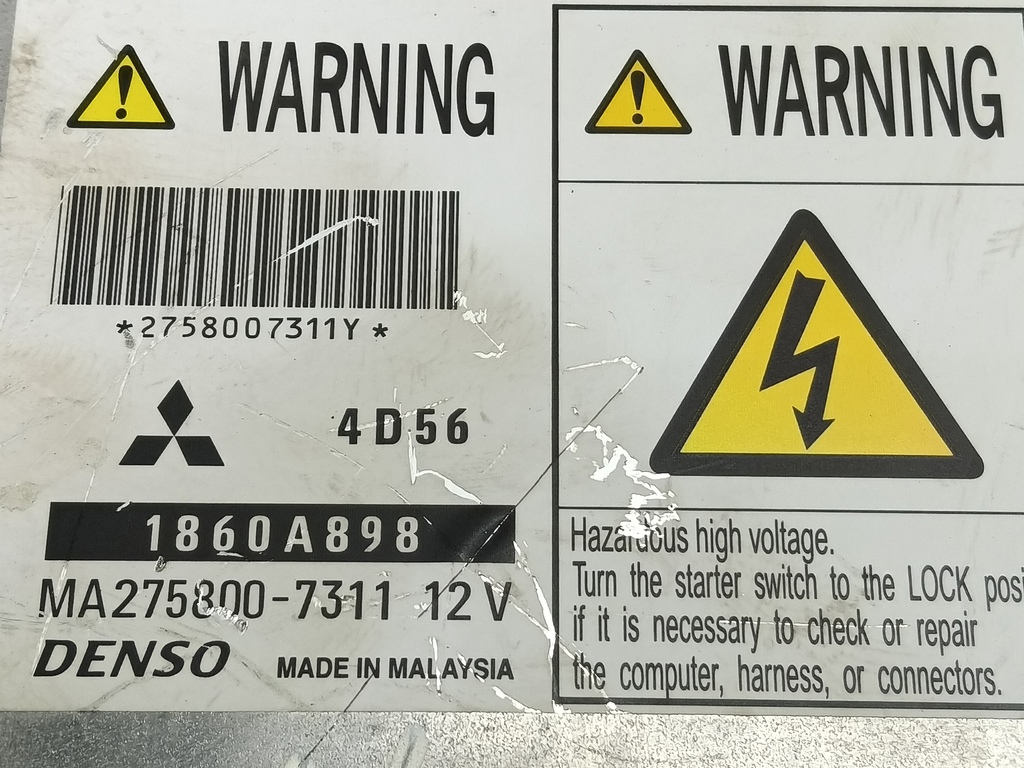 WARNING
*2758007311Y*
4D56
1860A898
MA275800-7311 12V
DENSO MADE IN MALAYSIA
WARNING
Hazardous high voltage.
Turn the starter switch to the LOCK posi
if it is necessary to check or repair
the computer, harness, or connectors.